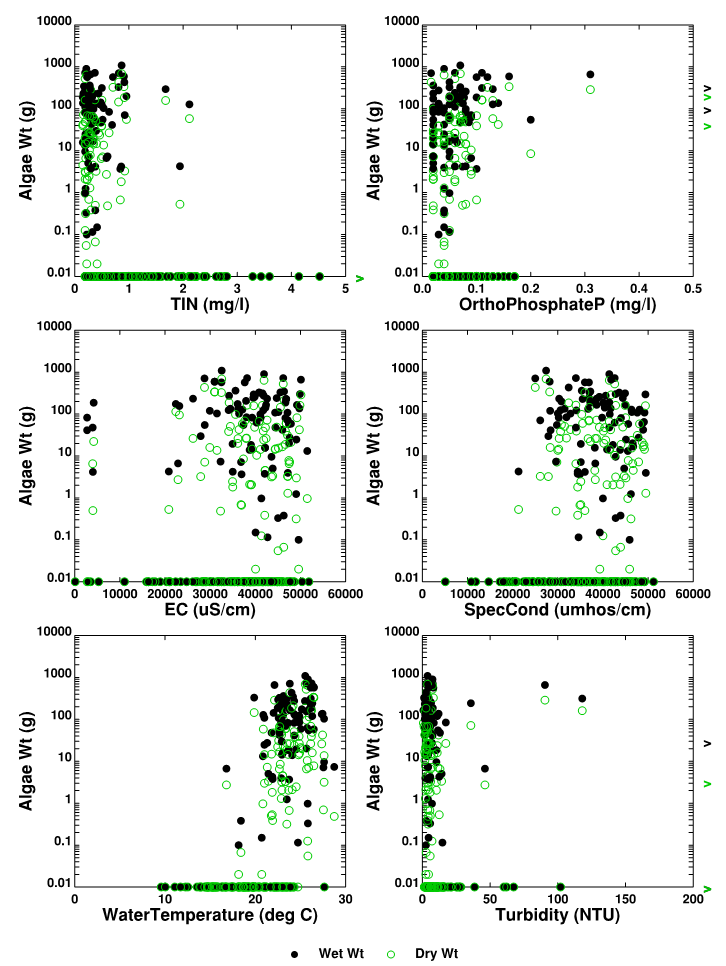 10000 10000
1000 1000
100 100
10 10
1 1
0.1 0.1
0.01 0.01
Algae Wt (g) Algae Wt (g)
0 1 2 3 4 5 0.0 0.1 0.2 0.3 0.4 0.5
TIN (mg/l) OrthoPhosphateP (mg/l)
10000 10000
1000 1000
100 100
10 10
1 1
0.1 0.1
0.01 0.01
Algae Wt (g) Algae Wt (g)
0 10000 20000 30000 40000 50000 60000 0 10000 20000 30000 40000 50000 60000
EC (uS/cm) SpecCond (umhos/cm)
10000 10000
1000 1000
100 100
10 10
1 1
0.1 0.1
0.01 0.01
Algae Wt (g) Algae Wt (g)
0 10 20 30 0 50 100 150 200
WaterTemperature (deg C) Turbidity (NTU)
Wet Wt Dry Wt